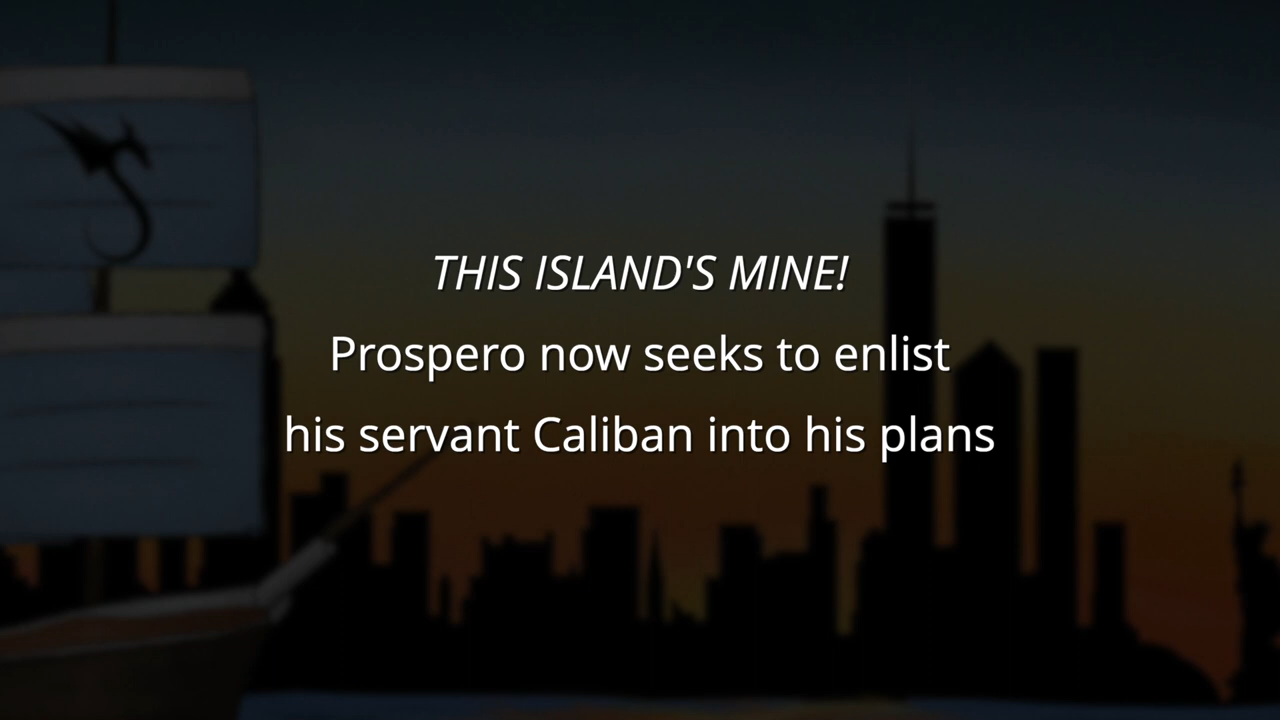 THIS ISLAND'S MINE!
Prospero now seeks to enlist
his servant Caliban into his plans